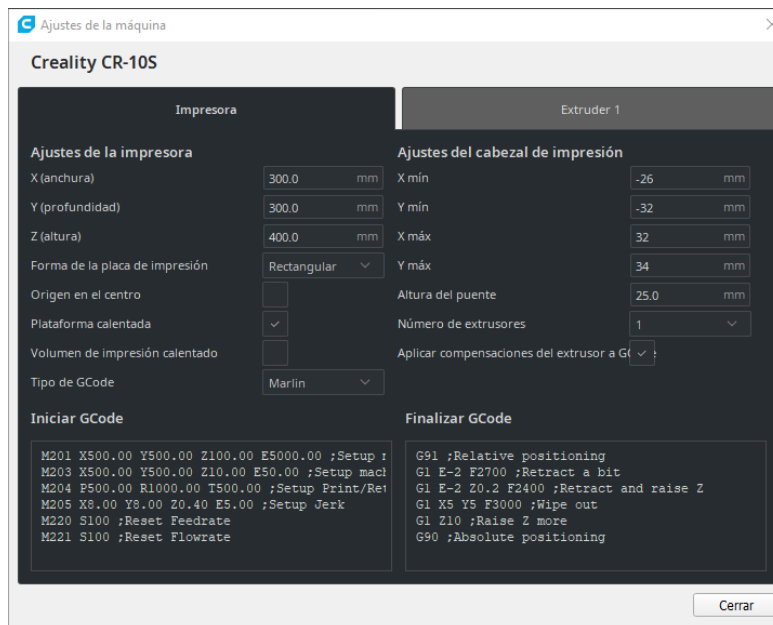 Ajustes de la máquina
Creality CR-10S
Impresora
Extruder 1
Ajustes de la impresora
X (anchura) 300.0 mm
Y (profundidad) 300.0 mm
Z (altura) 400.0 mm
Forma de la placa de impresión Rectangular
Origen en el centro
Plataforma calentada
Volumen de impresión calentado
Tipo de GCode Marlin
Ajustes del cabezal de impresión
X mín -26 mm
Y mín -32 mm
X máx 32 mm
Y máx 34 mm
Altura del puente 25.0 mm
Número de extrusores 1
Aplicar compensaciones del extrusor a
Iniciar GCode
M201 X500.00 Y500.00 Z100.00 E5000.00 ;Setup
M203 X500.00 Y500.00 Z10.00 E50.00 ;Setup mach
M204 P500.00 R1000.00 T500.00 ;Setup Print/Ret
M205 X8.00 Y8.00 Z0.40 E5.00 ;Setup Jerk
M220 S100 ;Reset Feedrate
M221 S100 ;Reset Flowrate
Finalizar GCode
G91 ;Relative positioning
G1 E-2 F2700 ;Retract a bit
G1 E-2 Z0.2 F2400 ;Retract and raise Z
G1 X5 Y5 F3000 ;Wipe out
G1 Z10 ;Raise Z more
G90 ;Absolute positioning
Cerrar